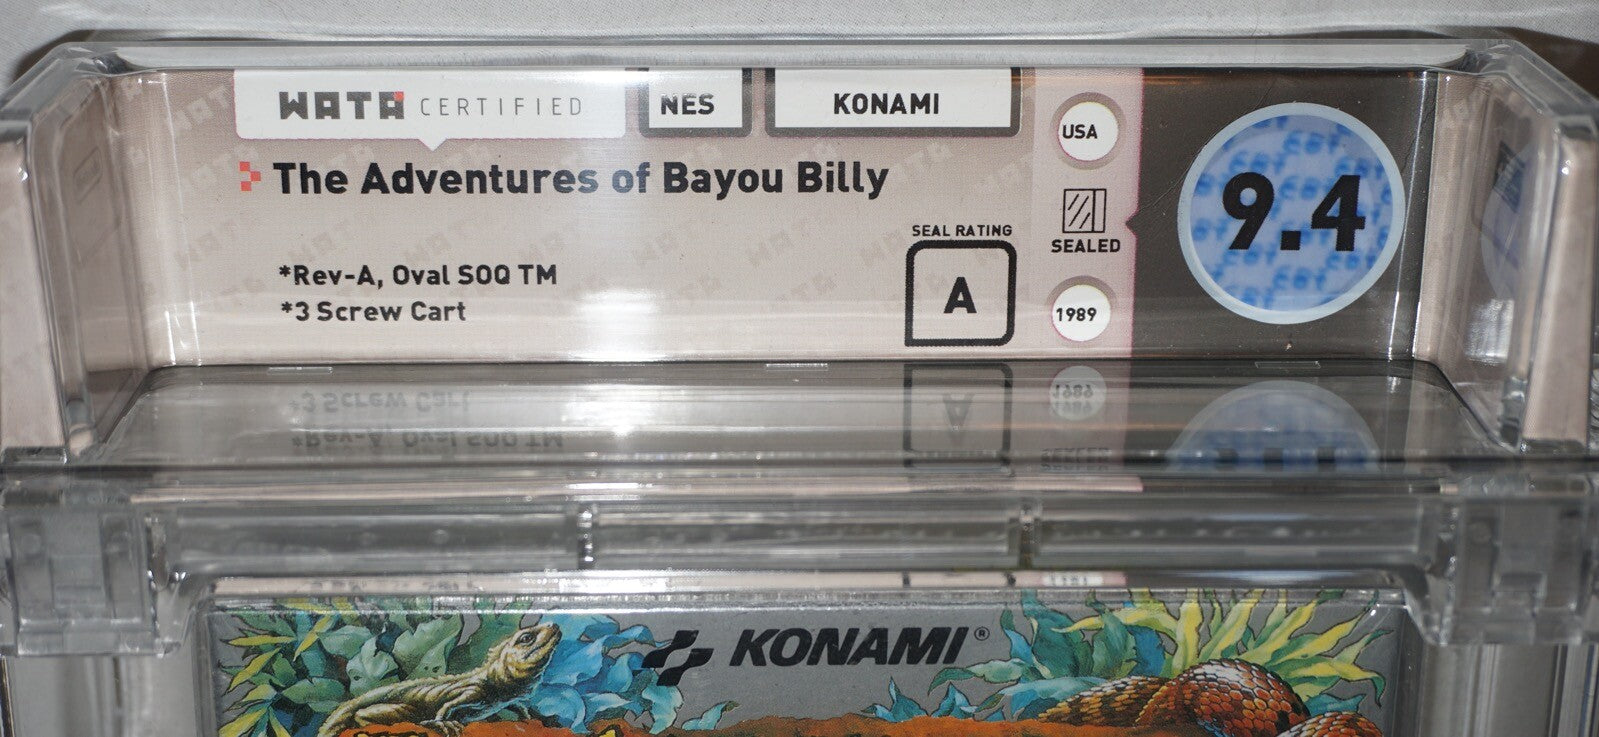 WATA CERTIFIED
NES
KONAMI
The Adventures of Bayou Billy
*Rev-A, Oval SOQ TM
*3 Screw Cart
SEAL RATING
A
USA
SEALED
1989
9.4
KONAMI®